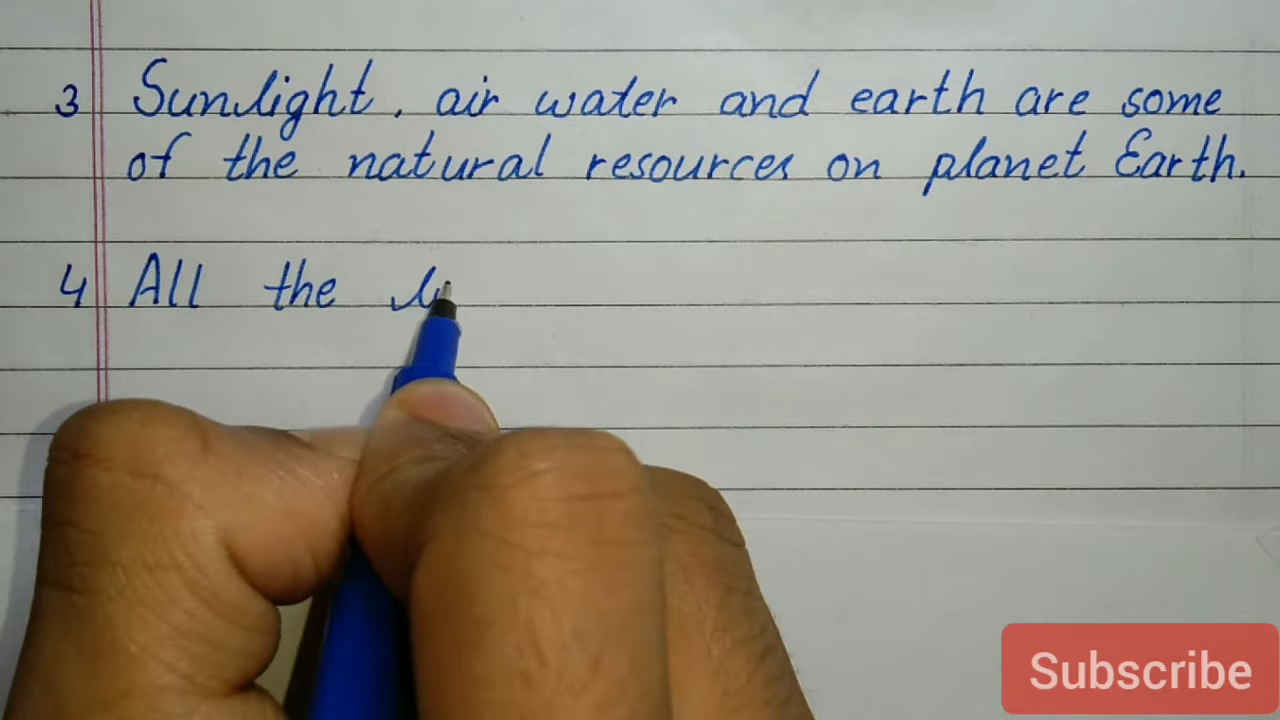 3 Sunlight, air water and earth are some
of the natural resources on planet Earth.
4 All the
Subscribe